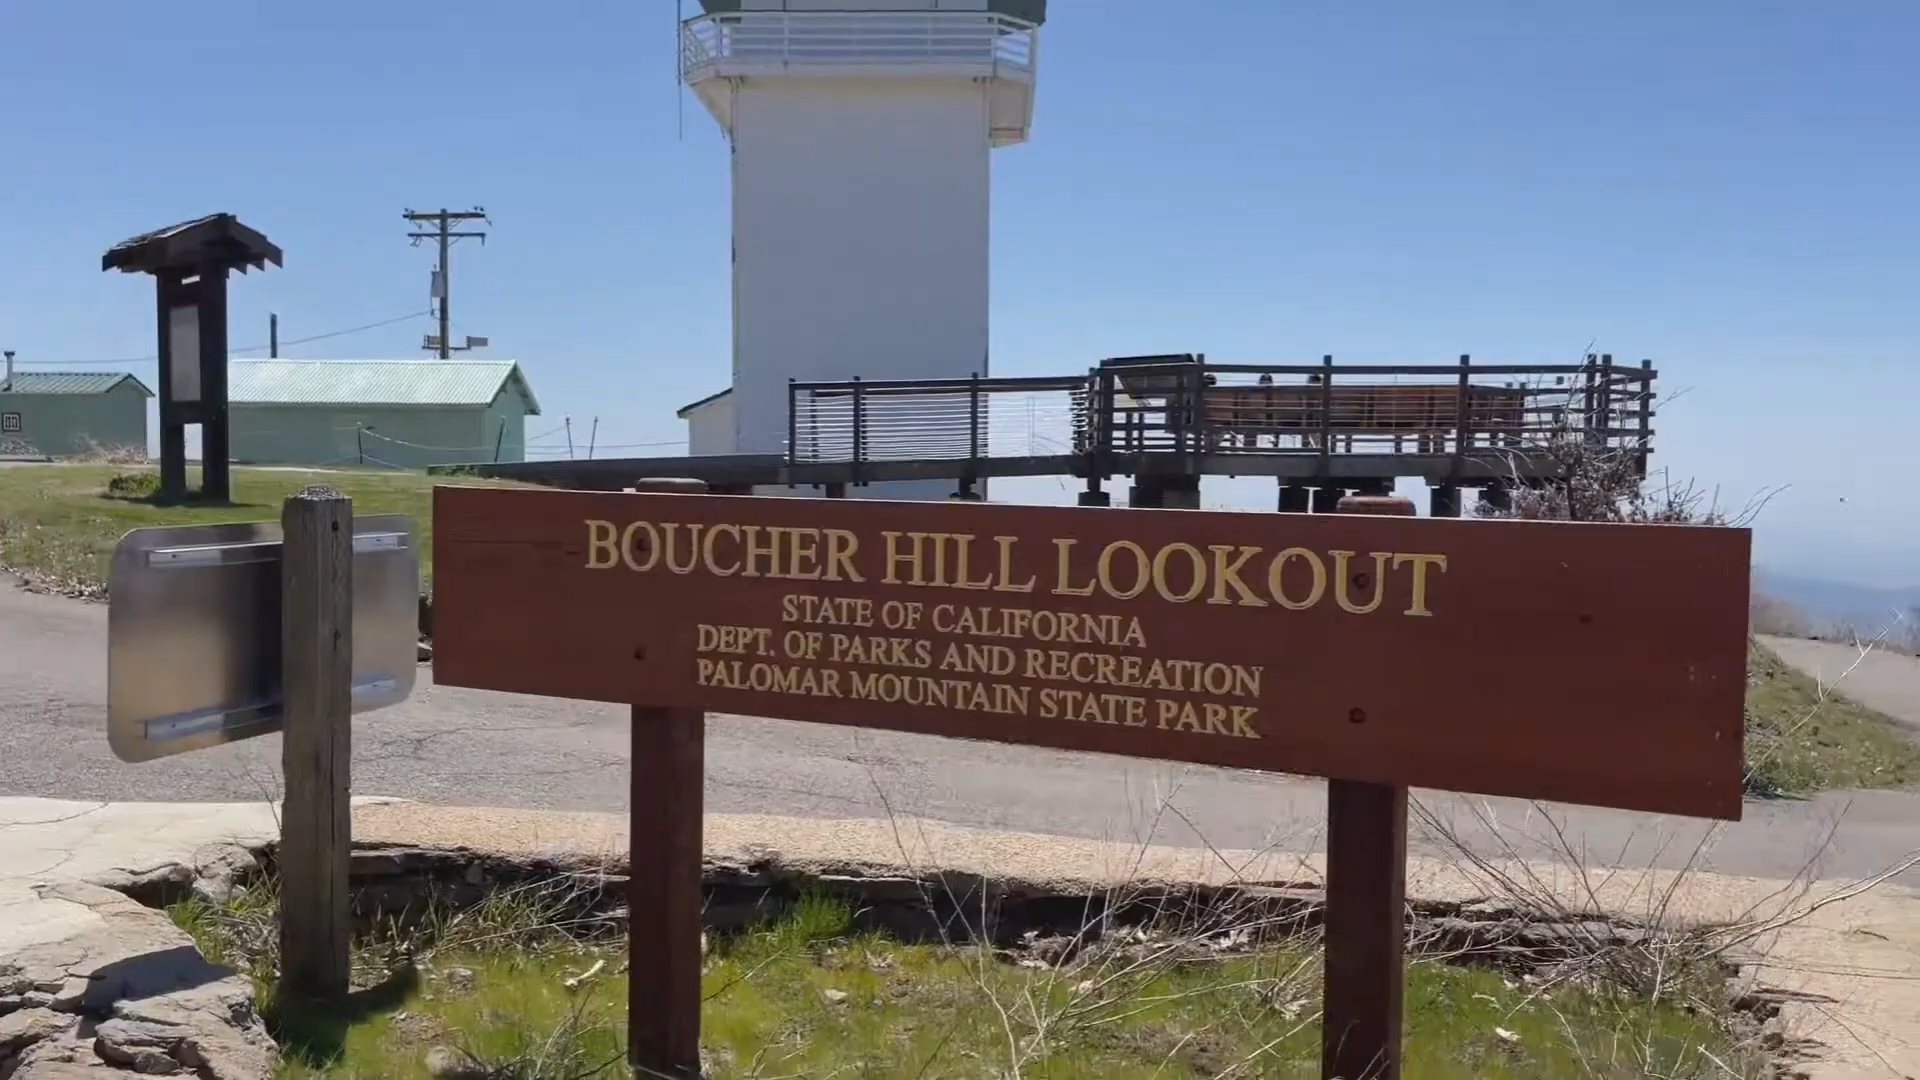 BOUCHER HILL LOOKOUT
STATE OF CALIFORNIA
DEPT. OF PARKS AND RECREATION
PALOMAR MOUNTAIN STATE PARK